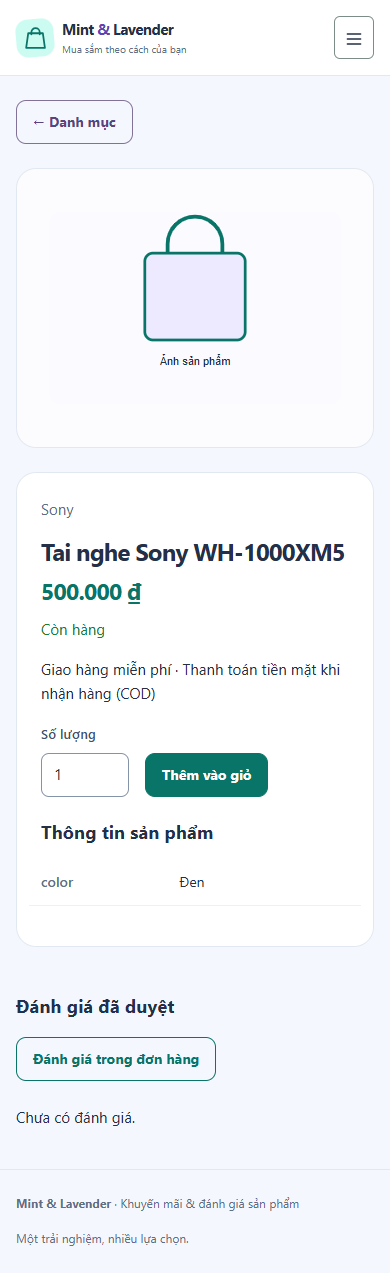 Mint & Lavender
Mua sắm theo cách của bạn
← Danh mục
Ảnh sản phẩm
Sony
Tai nghe Sony WH-1000XM5
500.000 ₫
Còn hàng
Giao hàng miễn phí · Thanh toán tiền mặt khi
nhận hàng (COD)
Số lượng
1
Thêm vào giỏ
Thông tin sản phẩm
color Đen
Đánh giá đã duyệt
Đánh giá trong đơn hàng
Chưa có đánh giá.
Mint & Lavender · Khuyến mãi & đánh giá sản phẩm
Một trải nghiệm, nhiều lựa chọn.